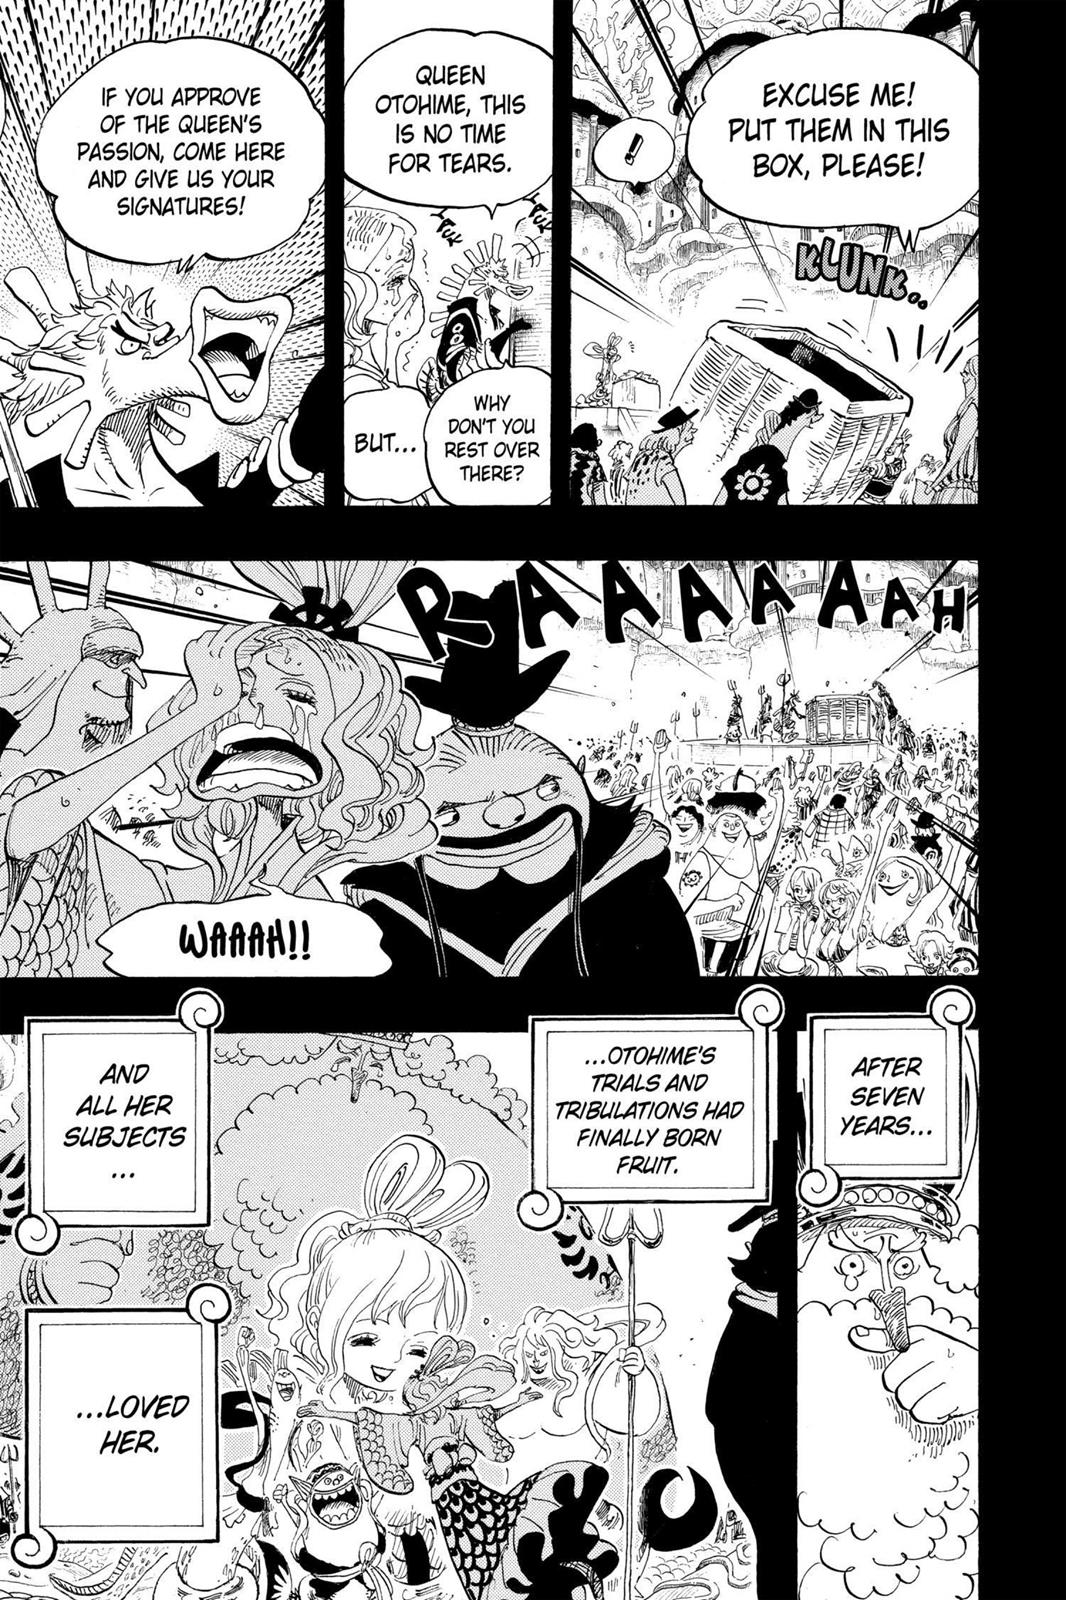 EXCUSE ME!
PUT THEM IN THIS
BOX, PLEASE!
!
KLUNK..
QUEEN
OTOHIME, THIS
IS NO TIME
FOR TEARS.
WHY
DON'T YOU
REST OVER
THERE?
BUT...
IF YOU APPROVE
OF THE QUEEN'S
PASSION, COME HERE
AND GIVE US YOUR
SIGNATURES!
RAAAAAAAH
WAAAH!!
AFTER
SEVEN
YEARS...
...OTOHIME'S
TRIALS AND
TRIBULATIONS HAD
FINALLY BORN
FRUIT.
AND
ALL HER
SUBJECTS
...
...LOVED
HER.